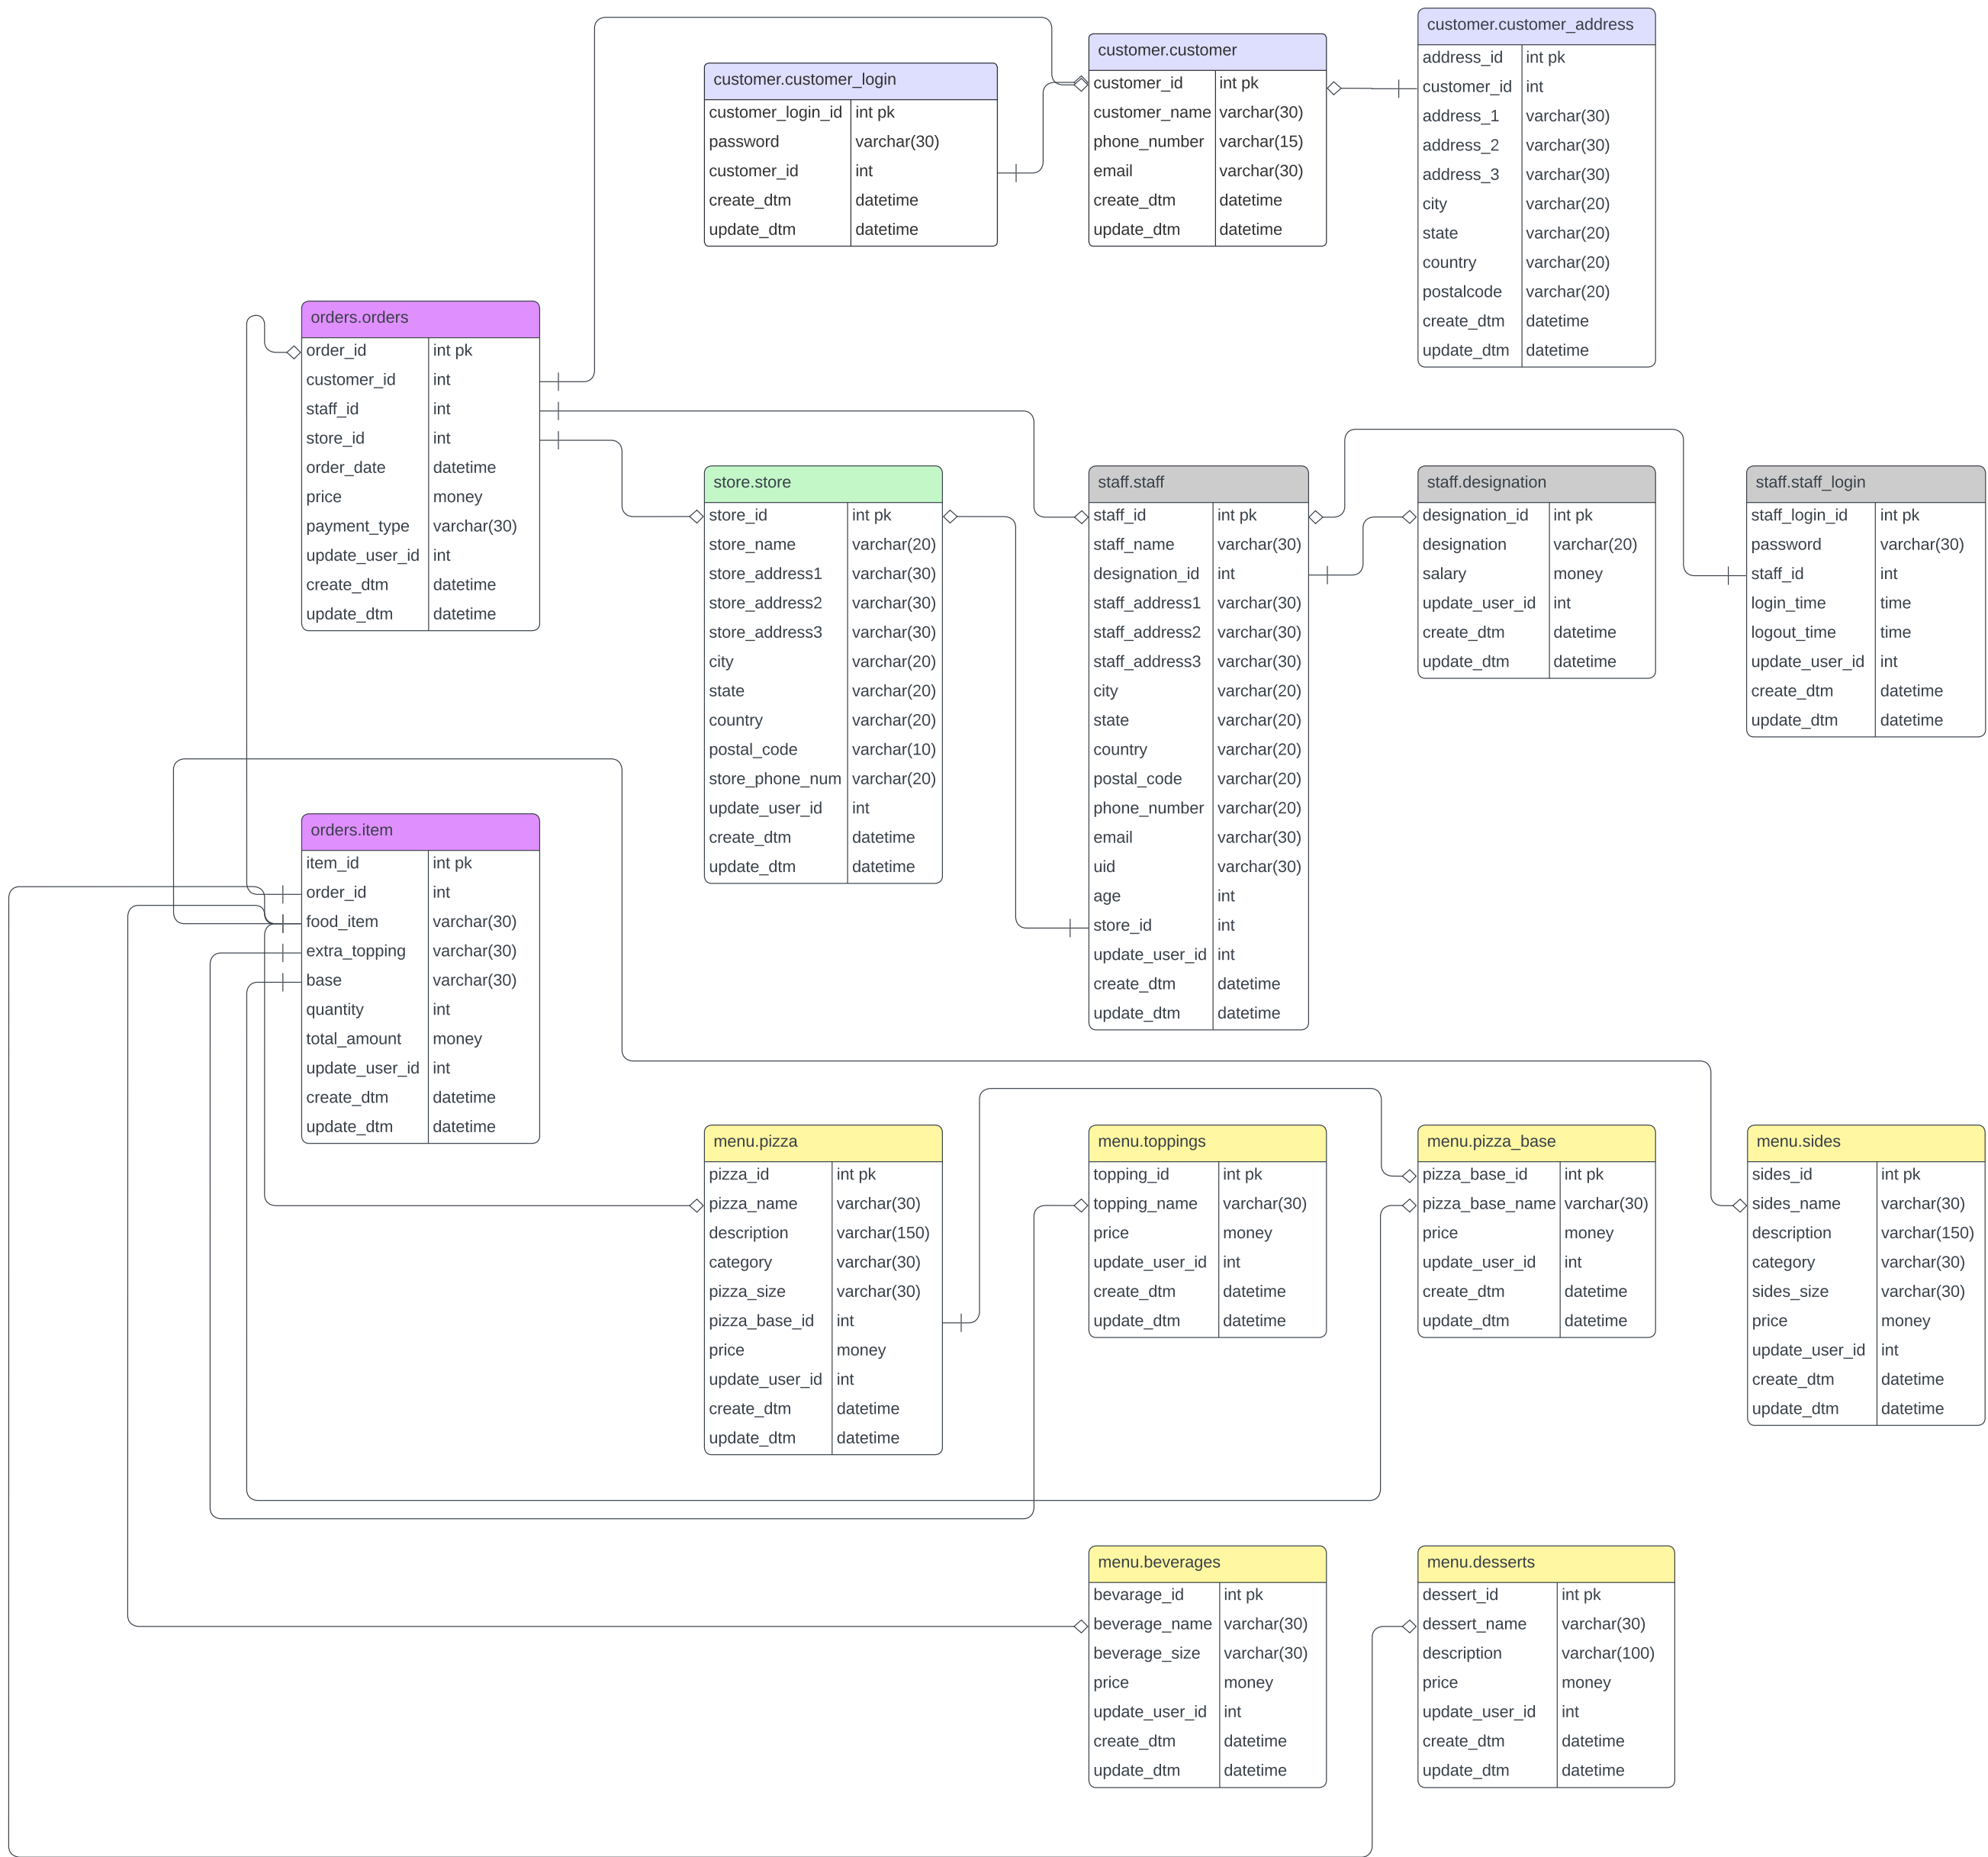 customer.customer_address
address_id int pk
customer_id int
address_1 varchar(30)
address_2 varchar(30)
address_3 varchar(30)
city varchar(20)
state varchar(20)
country varchar(20)
postalcode varchar(20)
create_dtm datetime
update_dtm datetime
customer.customer
customer_id int pk
customer_name varchar(30)
phone_number varchar(15)
email varchar(30)
create_dtm datetime
update_dtm datetime
customer.customer_login
customer_login_id int pk
password varchar(30)
customer_id int
create_dtm datetime
update_dtm datetime
orders.orders
order_id int pk
customer_id int
staff_id int
store_id int
order_date datetime
price money
payment_type varchar(30)
update_user_id int
create_dtm datetime
update_dtm datetime
store.store
store_id int pk
store_name varchar(20)
store_address1 varchar(30)
store_address2 varchar(30)
store_address3 varchar(30)
city varchar(20)
state varchar(20)
country varchar(20)
postal_code varchar(10)
store_phone_num varchar(20)
update_user_id int
create_dtm datetime
update_dtm datetime
staff.staff
staff_id int pk
staff_name varchar(30)
designation_id int
staff_address1 varchar(30)
staff_address2 varchar(30)
staff_address3 varchar(30)
city varchar(20)
state varchar(20)
country varchar(20)
postal_code varchar(20)
phone_number varchar(20)
email varchar(30)
uid varchar(30)
age int
store_id int
update_user_id int
create_dtm datetime
update_dtm datetime
staff.designation
designation_id int pk
designation varchar(20)
salary money
update_user_id int
create_dtm datetime
update_dtm datetime
staff.staff_login
staff_login_id int pk
password varchar(30)
staff_id int
login_time time
logout_time time
update_user_id int
create_dtm datetime
update_dtm datetime
orders.item
item_id int pk
order_id int
food_item varchar(30)
extra_topping varchar(30)
base varchar(30)
quantity int
total_amount money
update_user_id int
create_dtm datetime
update_dtm datetime
menu.pizza
pizza_id int pk
pizza_name varchar(30)
description varchar(150)
category varchar(30)
pizza_size varchar(30)
pizza_base_id int
price money
update_user_id int
create_dtm datetime
update_dtm datetime
menu.toppings
topping_id int pk
topping_name varchar(30)
price money
update_user_id int
create_dtm datetime
update_dtm datetime
menu.pizza_base
pizza_base_id int pk
pizza_base_name varchar(30)
price money
update_user_id int
create_dtm datetime
update_dtm datetime
menu.sides
sides_id int pk
sides_name varchar(30)
description varchar(150)
category varchar(30)
sides_size varchar(30)
price money
update_user_id int
create_dtm datetime
update_dtm datetime
menu.beverages
bevarage_id int pk
beverage_name varchar(30)
beverage_size varchar(30)
price money
update_user_id int
create_dtm datetime
update_dtm datetime
menu.desserts
dessert_id int pk
dessert_name varchar(30)
description varchar(100)
price money
update_user_id int
create_dtm datetime
update_dtm datetime